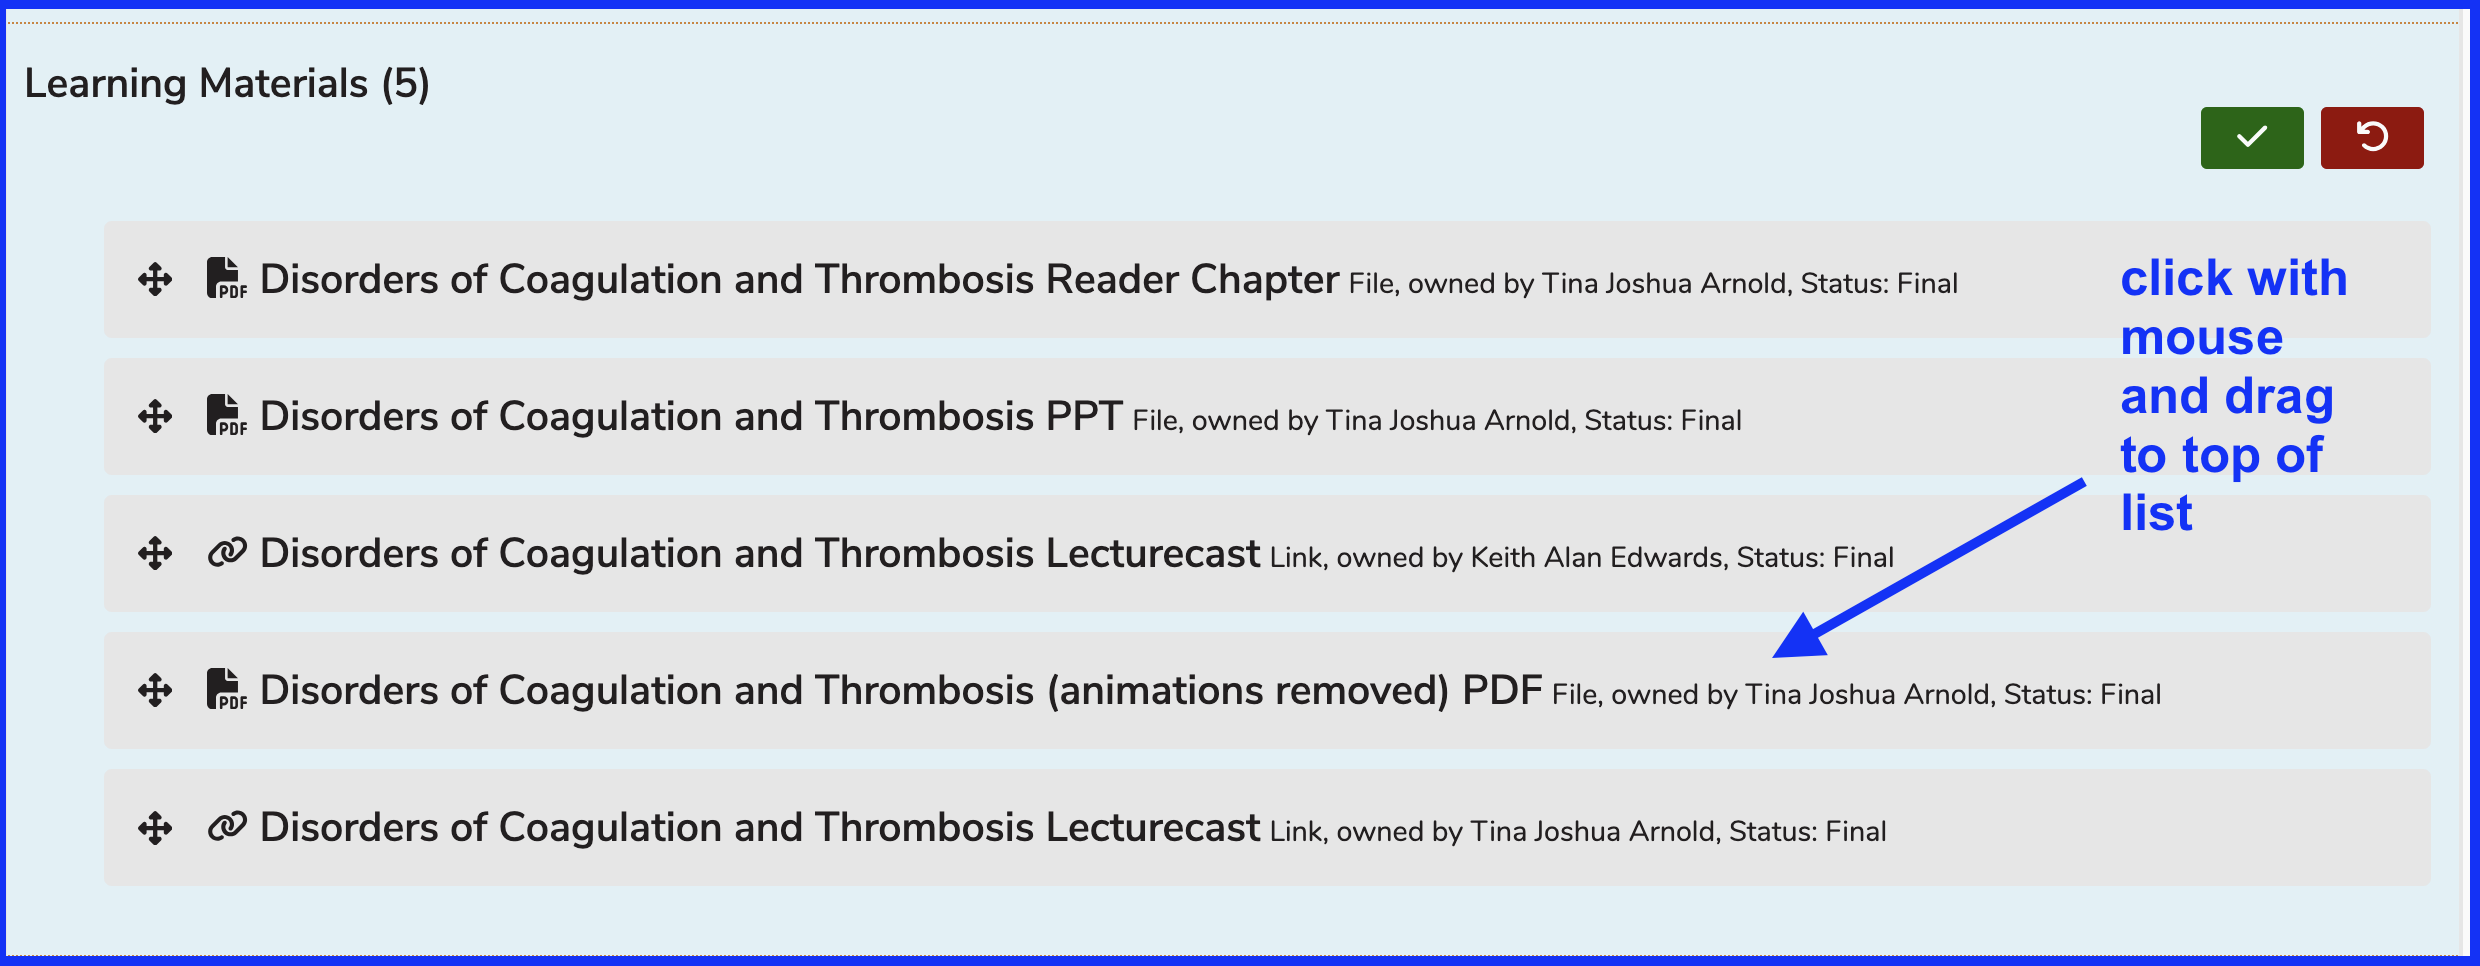 Learning Materials (5)
Disorders of Coagulation and Thrombosis Reader Chapter File, owned by Tina Joshua Arnold, Status: Final
PDF
Disorders of Coagulation and Thrombosis PPT File, owned by Tina Joshua Arnold, Status: Final
PDF
Disorders of Coagulation and Thrombosis Lecturecast Link, owned by Keith Alan Edwards, Status: Final
Disorders of Coagulation and Thrombosis (animations removed) PDF File, owned by Tina Joshua Arnold, Status: Final
PDF
Disorders of Coagulation and Thrombosis Lecturecast Link, owned by Tina Joshua Arnold, Status: Final
click with
mouse
and drag
to top of
list